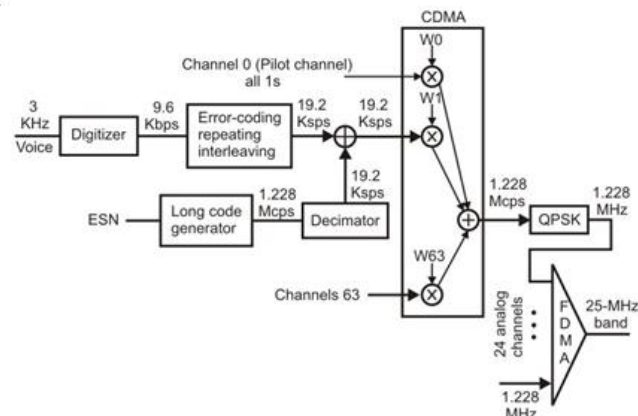 CDMA
W0
Channel 0 (Pilot channel)
all 1s
3
KHz
Voice
Digitizer
9.6
Kbps
Error-coding
repeating
interleaving
19.2
Ksps
19.2
Ksps
W1
19.2
Ksps
ESN
Long code
generator
1.228
Mcps
Decimator
1.228
Mcps
QPSK
1.228
MHz
W63
Channels 63
24 analog
channels
FDMA
25-MHz
band
1.228
MHz